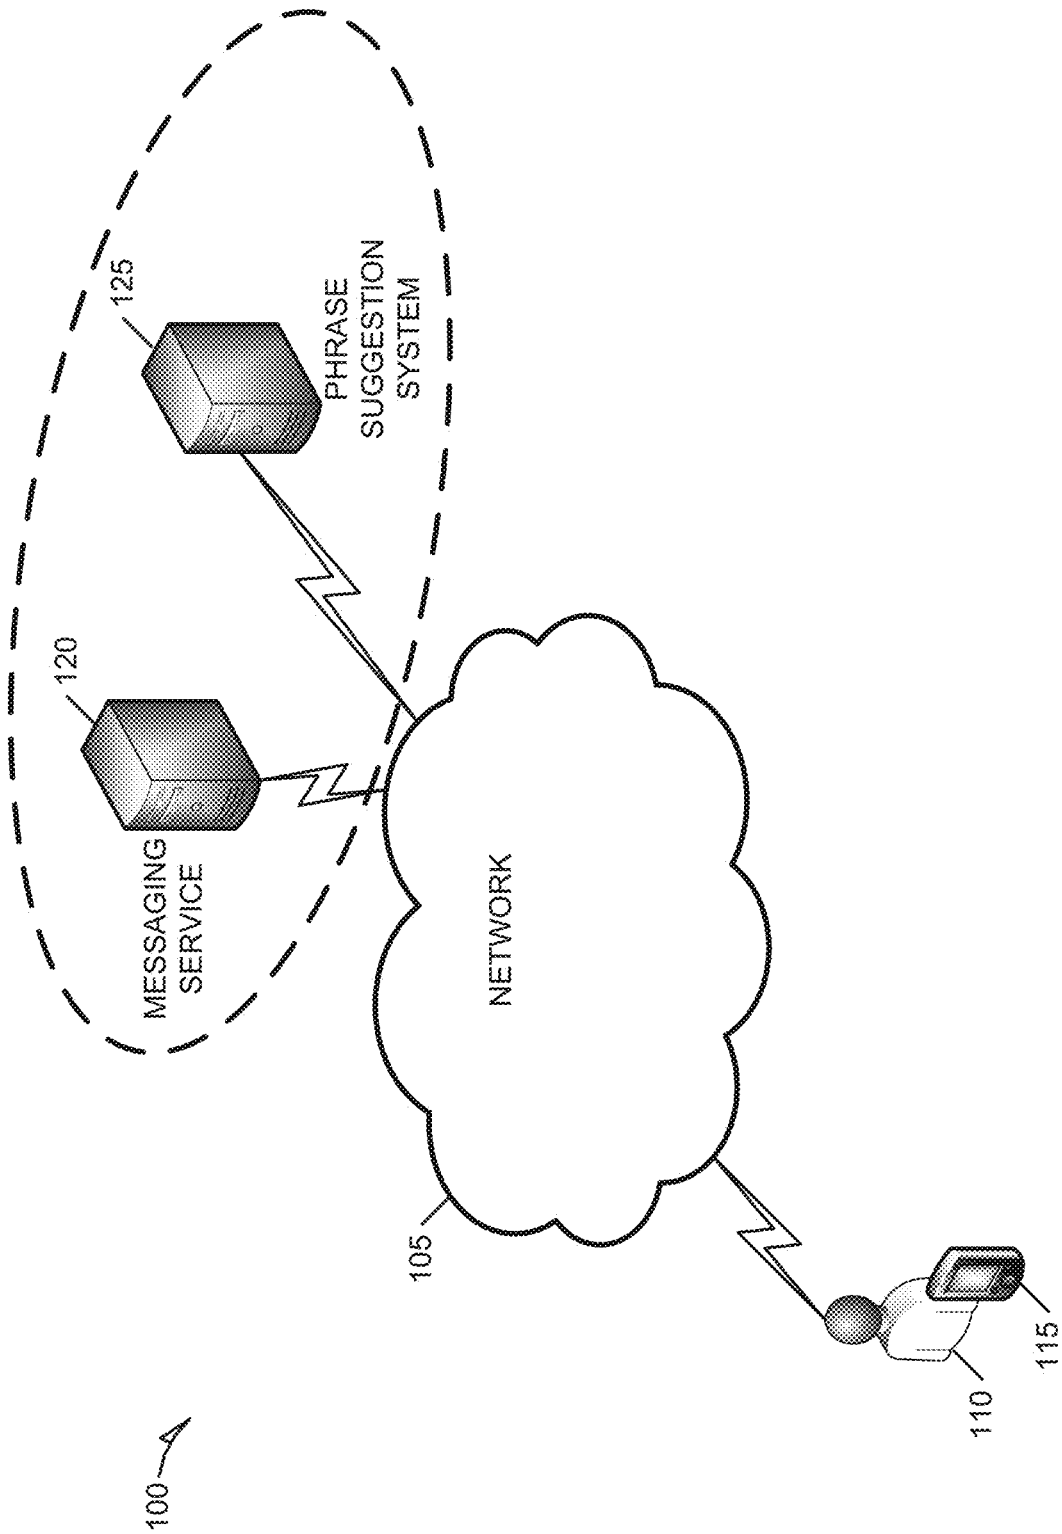 100
105
110
115
NETWORK
MESSAGING
SERVICE
120
125
PHRASE
SUGGESTION
SYSTEM